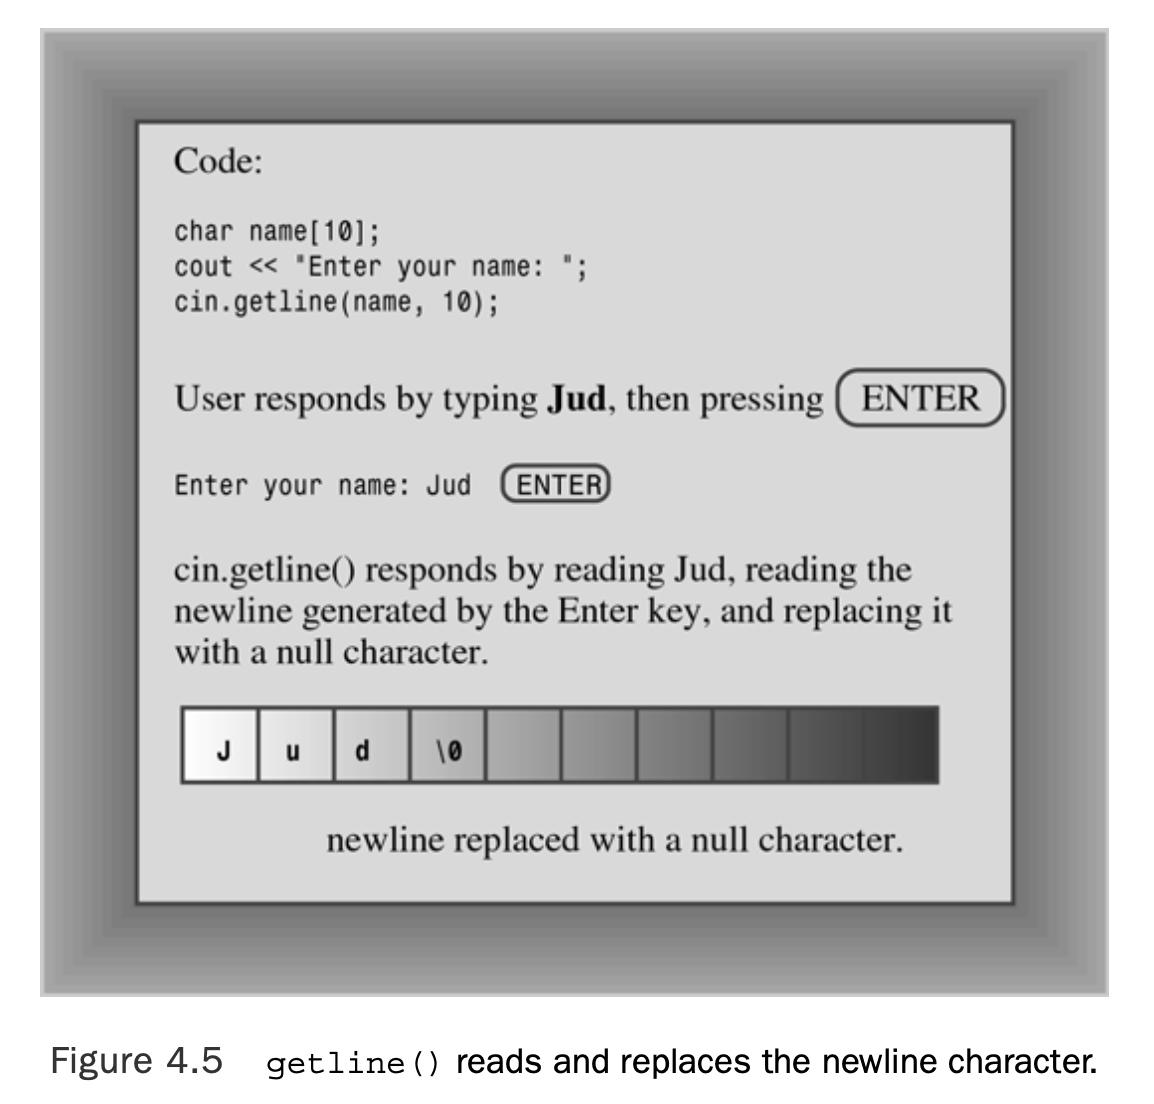 Code:
char name[10];
cout << "Enter your name: ";
cin.getline(name, 10);
User responds by typing Jud, then pressing ENTER
Enter your name: Jud ENTER
cin.getline() responds by reading Jud, reading the
newline generated by the Enter key, and replacing it
with a null character.
J u d \0
newline replaced with a null character.
Figure 4.5 getline() reads and replaces the newline character.